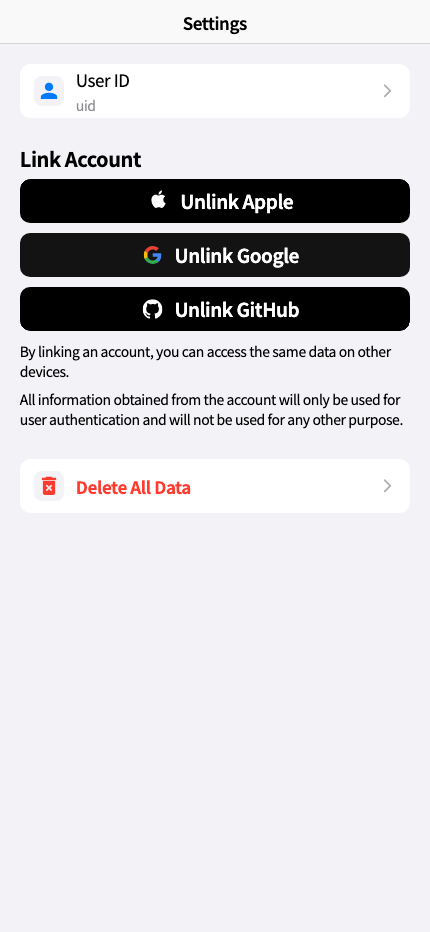 Settings
User ID
uid
Link Account
Unlink Apple
Unlink Google
Unlink GitHub
By linking an account, you can access the same data on other
devices.
All information obtained from the account will only be used for
user authentication and will not be used for any other purpose.
Delete All Data